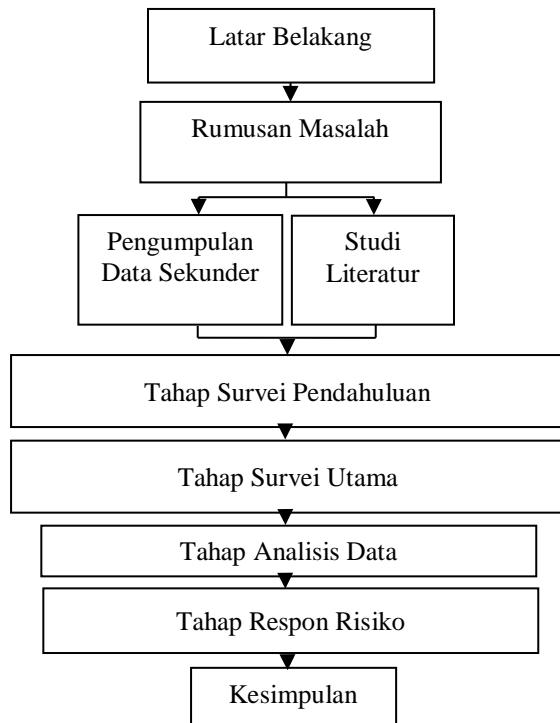 Latar Belakang
Rumusan Masalah
Pengumpulan
Data Sekunder
Studi
Literatur
Tahap Survei Pendahuluan
Tahap Survei Utama
Tahap Analisis Data
Tahap Respon Risiko
Kesimpulan